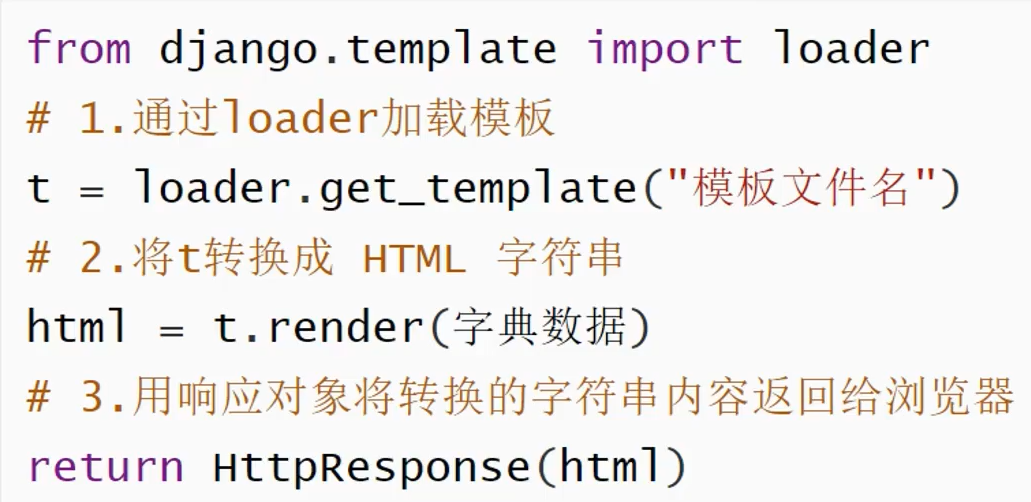 from django.template import loader
# 1.通过loader加载模板
t = loader.get_template("模板文件名")
# 2.将t转换成 HTML 字符串
html = t.render(字典数据)
# 3.用响应对象将转换的字符串内容返回给浏览器
return HttpResponse(html)